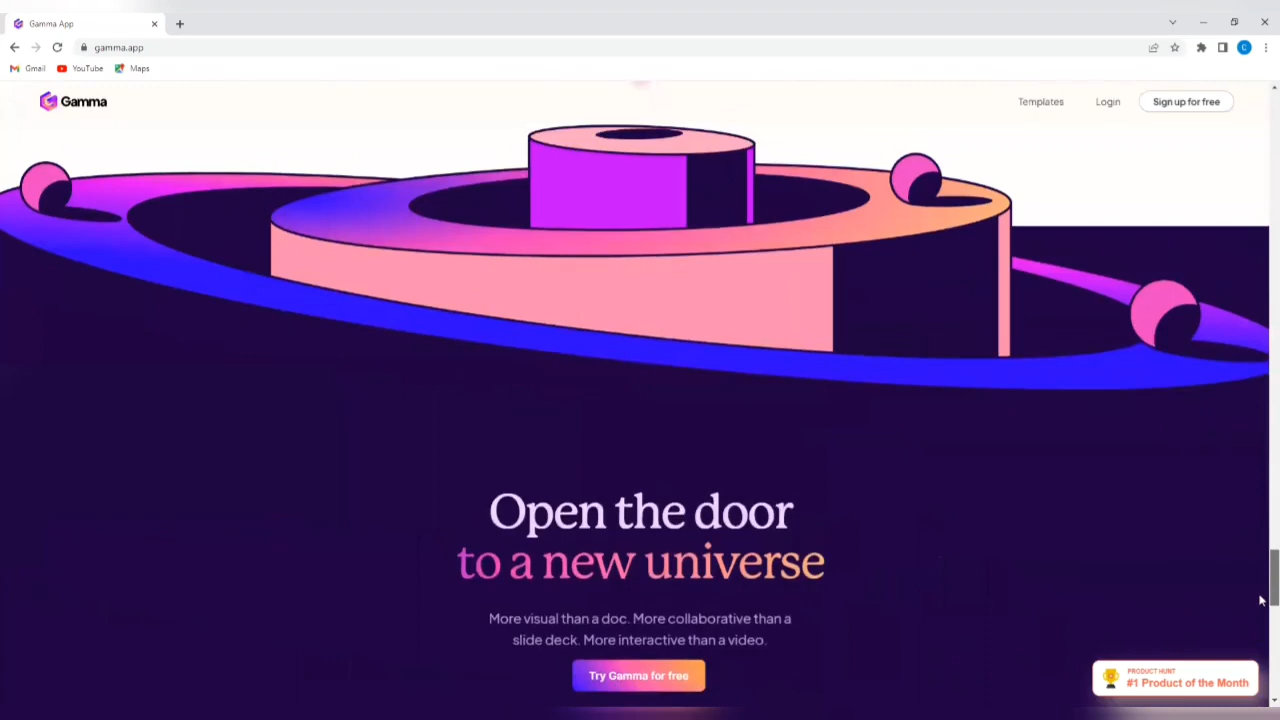 Gamma App
gamma.app
C
Gmail YouTube Maps
Gamma Templates Login Sign up for free
Open the door
to a new universe
More visual than a doc. More collaborative than a
slide deck. More interactive than a video.
Try Gamma for free
PRODUCT HUNT
#1 Product of the Month